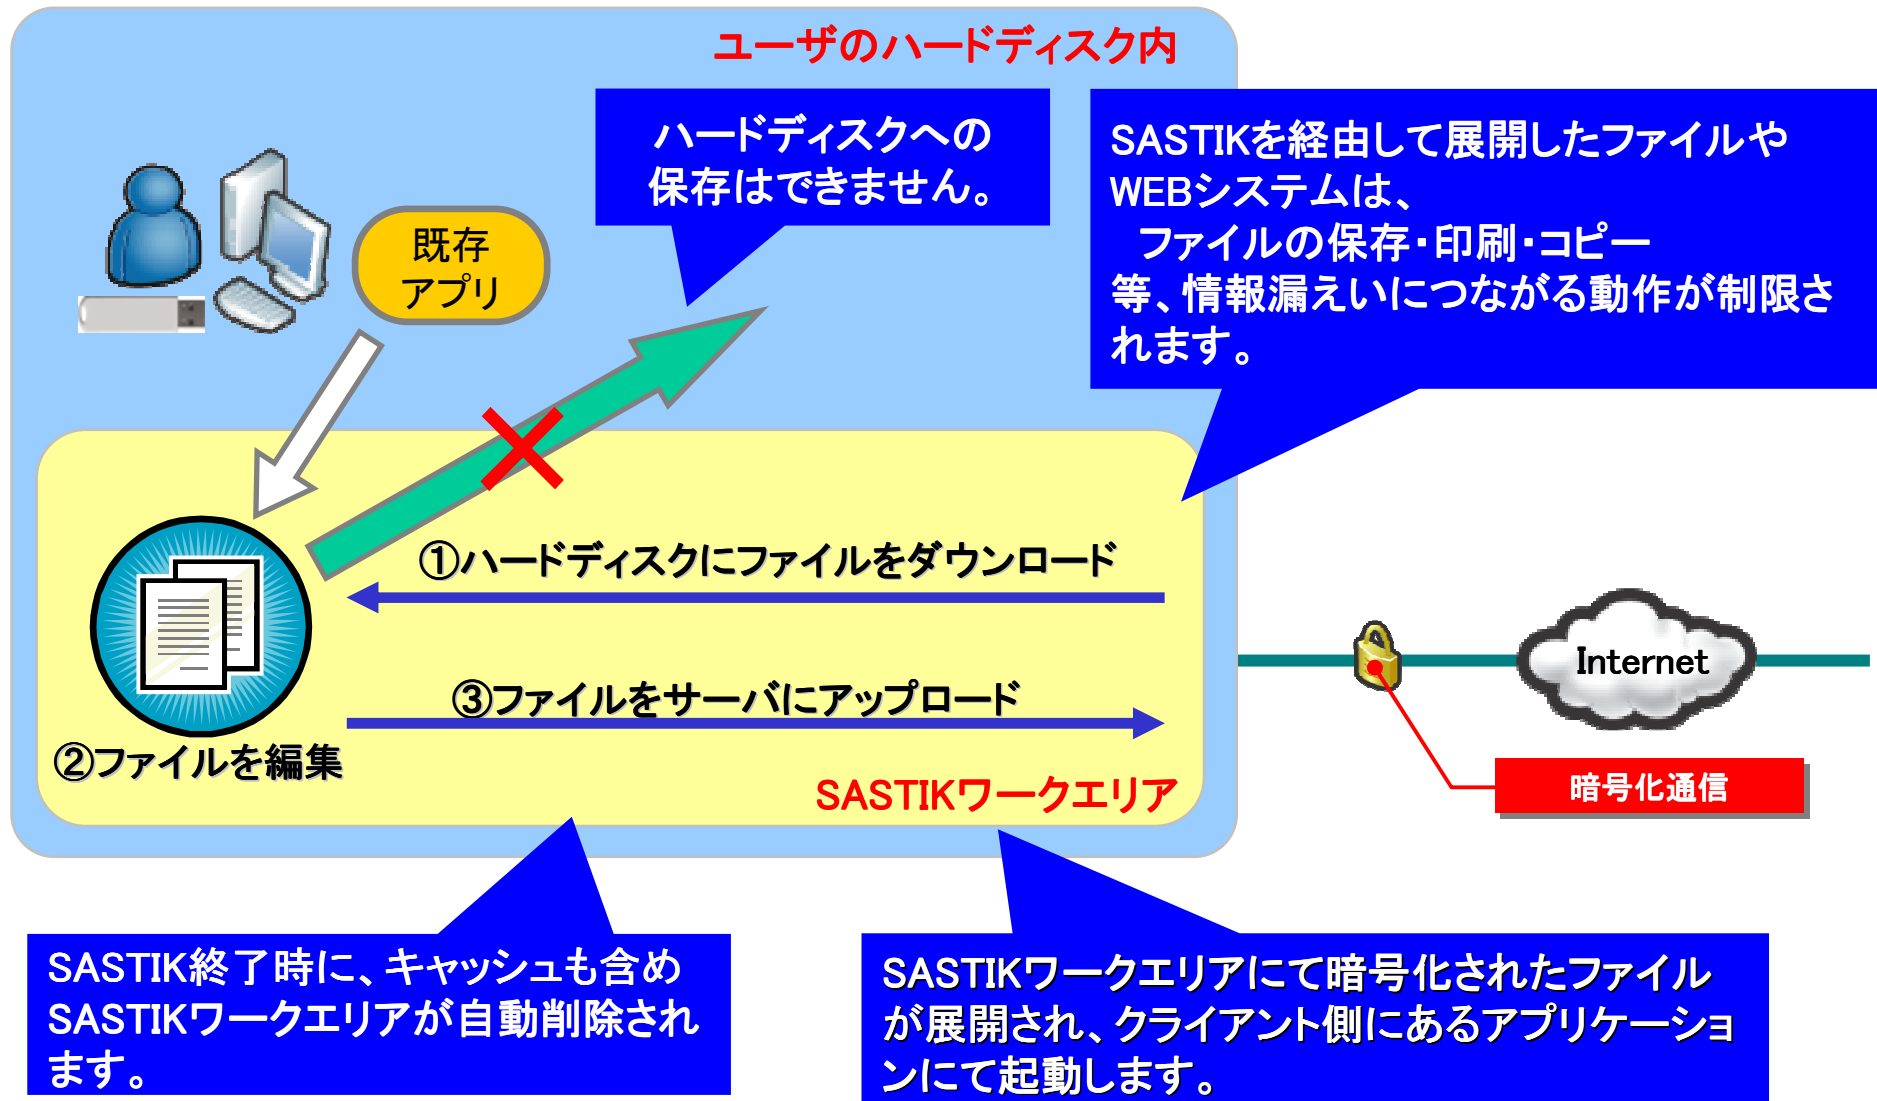 ユーザのハードディスク内
ハードディスクへの
保存はできません。
SASTIKを経由して展開したファイルや
WEBシステムは、
ファイルの保存・印刷・コピー
等、情報漏えいにつながる動作が制限さ
れます。
既存
アプリ
①ハードディスクにファイルをダウンロード
③ファイルをサーバにアップロード
②ファイルを編集
SASTIKワークエリア
Internet
暗号化通信
SASTIK終了時に、キャッシュも含め
SASTIKワークエリアが自動削除され
ます。
SASTIKワークエリアにて暗号化されたファイル
が展開され、クライアント側にあるアプリケーショ
ンにて起動します。